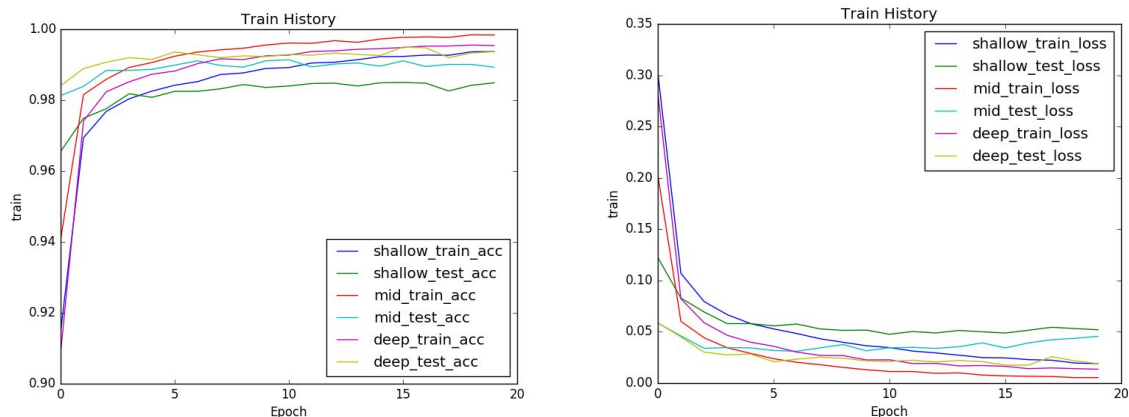 Train History
1.00
0.98
0.96
0.94
0.92
0.90
train
0
5
10
15
20
Epoch
shallow_train_acc
shallow_test_acc
mid_train_acc
mid_test_acc
deep_train_acc
deep_test_acc
Train History
0.35
0.30
0.25
0.20
0.15
0.10
0.05
0.00
train
0
5
10
15
20
Epoch
shallow_train_loss
shallow_test_loss
mid_train_loss
mid_test_loss
deep_train_loss
deep_test_loss